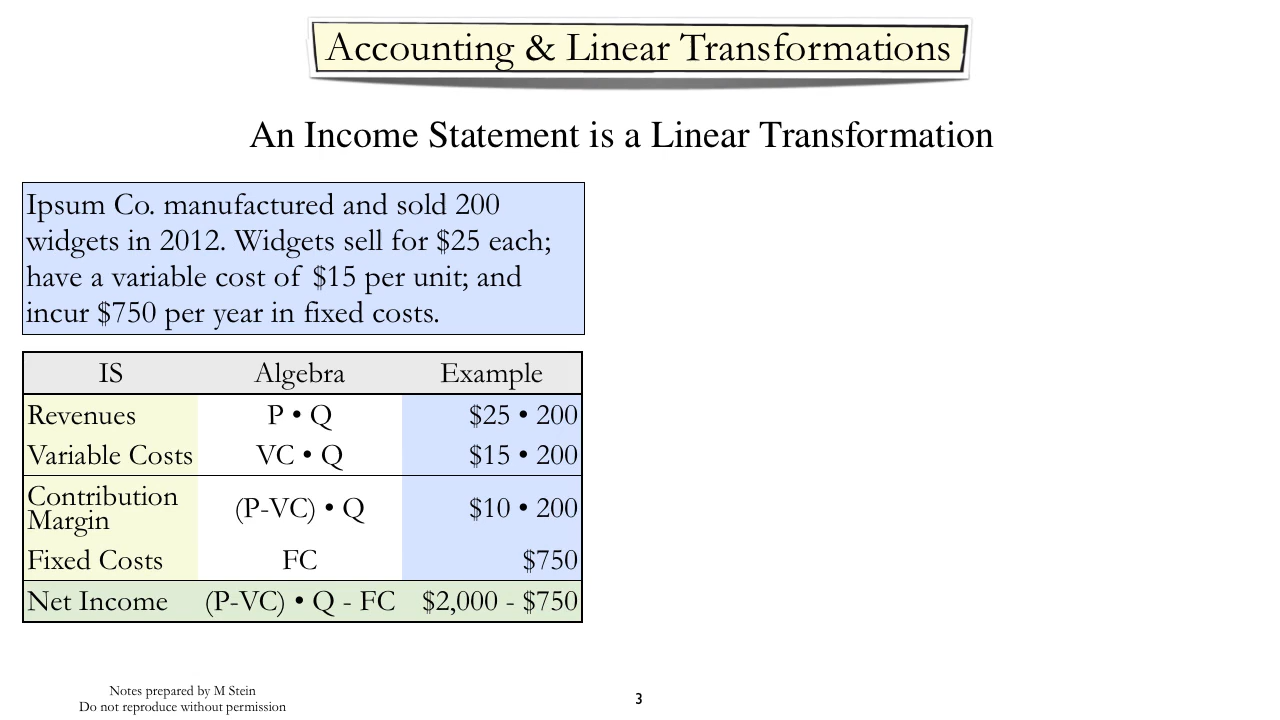 Accounting & Linear Transformations
An Income Statement is a Linear Transformation
Ipsum Co. manufactured and sold 200
widgets in 2012. Widgets sell for $25 each;
have a variable cost of $15 per unit; and
incur $750 per year in fixed costs.
IS Algebra Example
Revenues P • Q $25 • 200
Variable Costs VC • Q $15 • 200
Contribution
Margin (P-VC) • Q $10 • 200
Fixed Costs FC $750
Net Income (P-VC) • Q - FC $2,000 - $750
Notes prepared by M Stein
Do not reproduce without permission
3